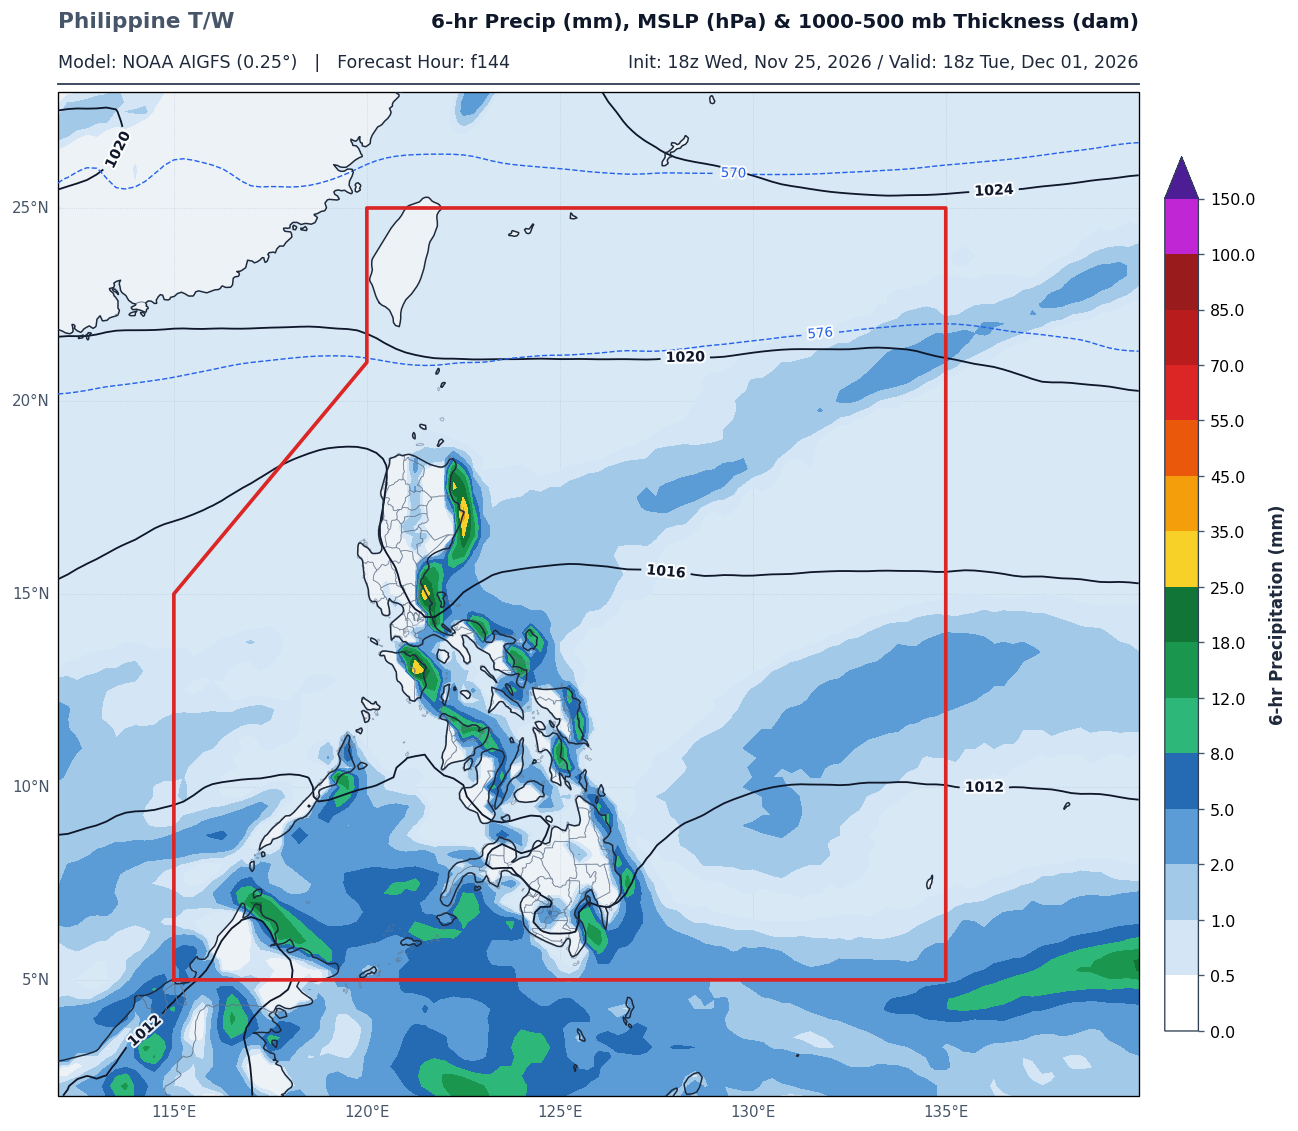 Philippine T/W
6-hr Precip (mm), MSLP (hPa) & 1000-500 mb Thickness (dam)
Model: NOAA AIGFS (0.25°) | Forecast Hour: f144
Init: 18z Wed, Nov 25, 2026 / Valid: 18z Tue, Dec 01, 2026
1020
570
1024
25°N
576
1020
20°N
1016
15°N
1012
10°N
5°N
1012
115°E
120°E
125°E
130°E
135°E
150.0
100.0
85.0
70.0
55.0
45.0
35.0
25.0
18.0
12.0
8.0
5.0
2.0
1.0
0.5
0.0
6-hr Precipitation (mm)